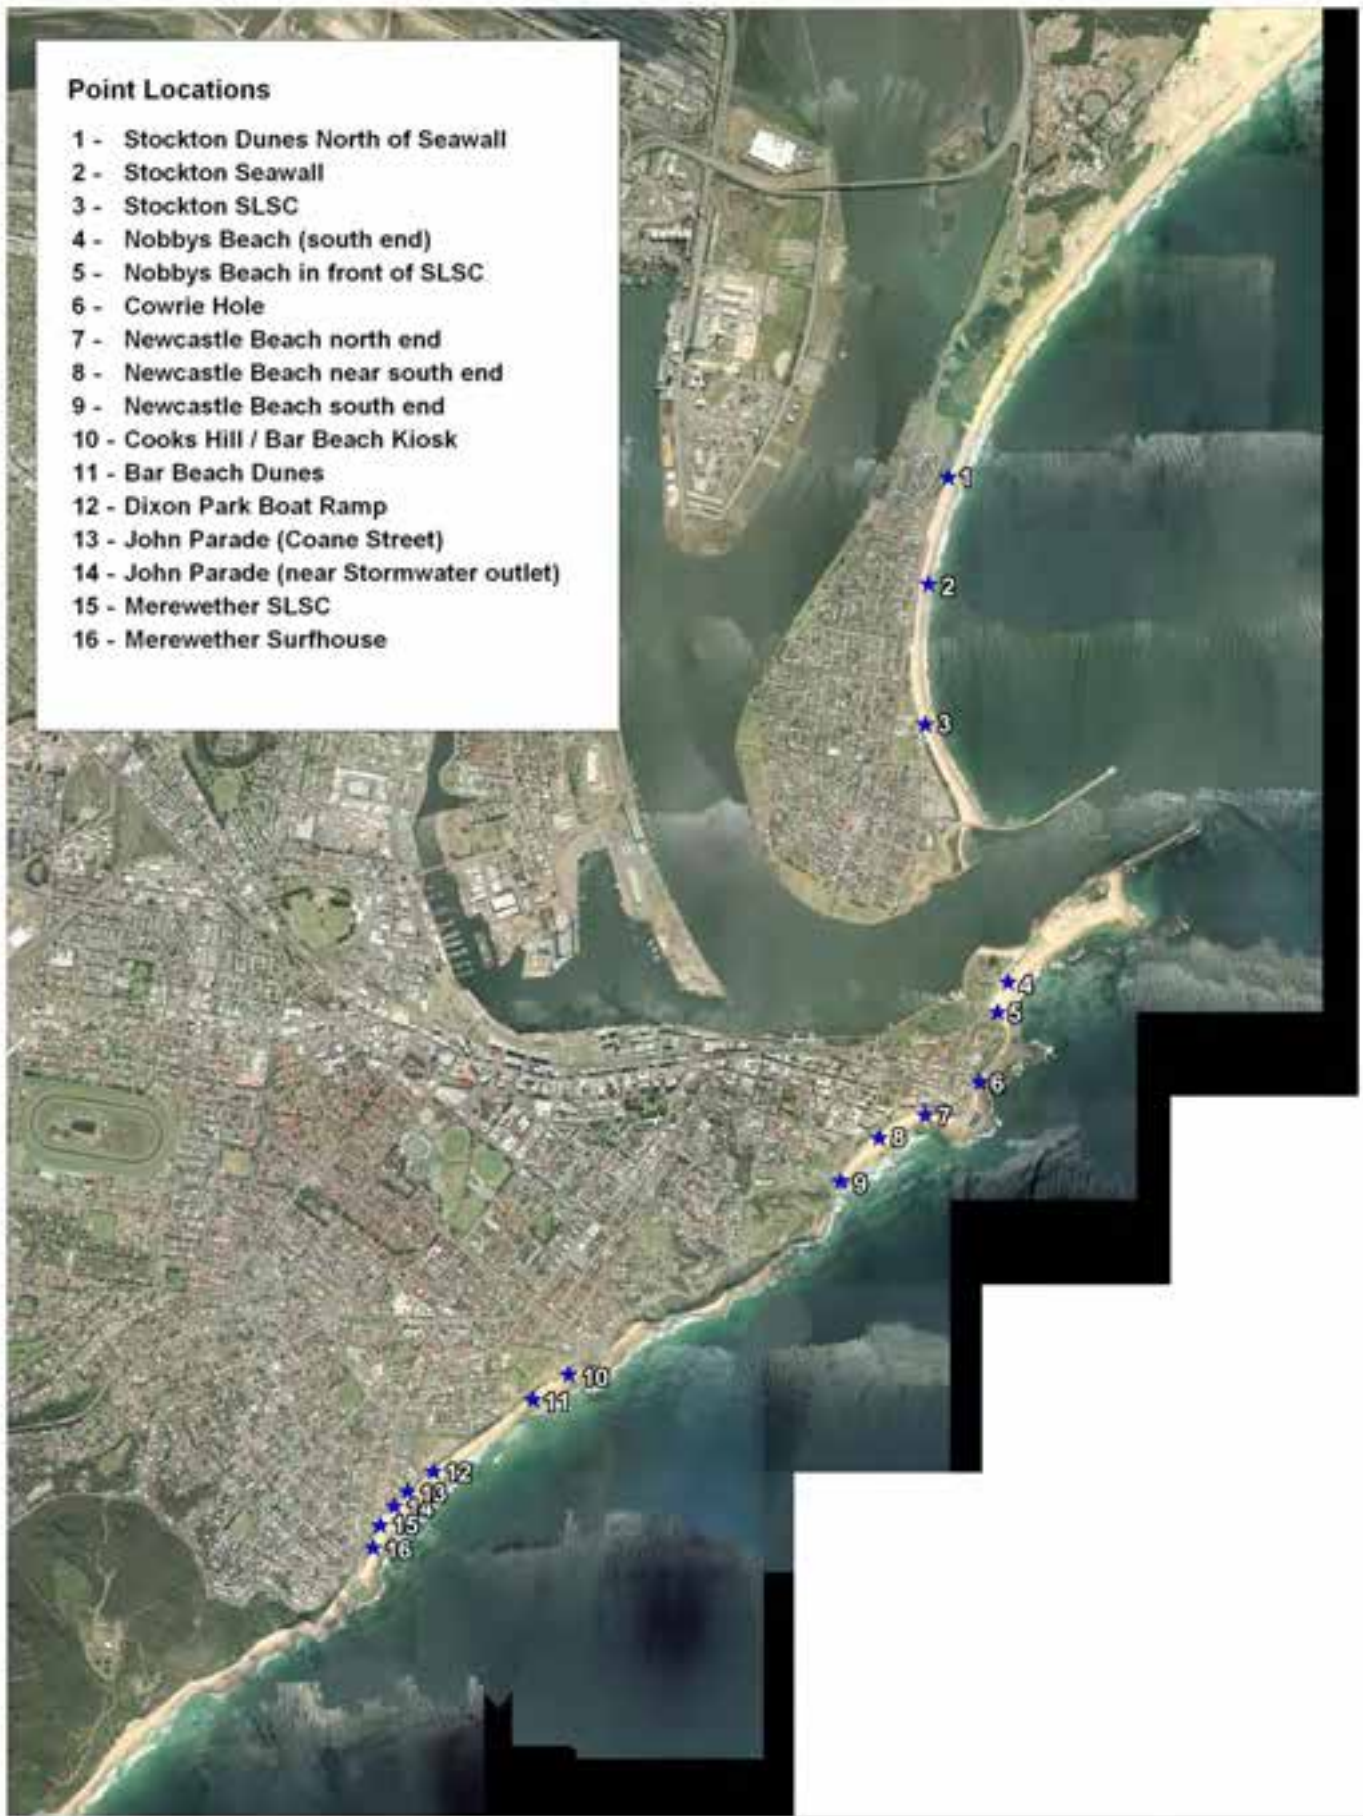 Point Locations
1 - Stockton Dunes North of Seawall
2 - Stockton Seawall
3 - Stockton SLSC
4 - Nobbys Beach (south end)
5 - Nobbys Beach in front of SLSC
6 - Cowrie Hole
7 - Newcastle Beach north end
8 - Newcastle Beach near south end
9 - Newcastle Beach south end
10 - Cooks Hill / Bar Beach Kiosk
11 - Bar Beach Dunes
12 - Dixon Park Boat Ramp
13 - John Parade (Coane Street)
14 - John Parade (near Stormwater outlet)
15 - Merewether SLSC
16 - Merewether Surfhouse
1
2
3
4
5
6
7
8
9
10
11
12
13
14
15
16